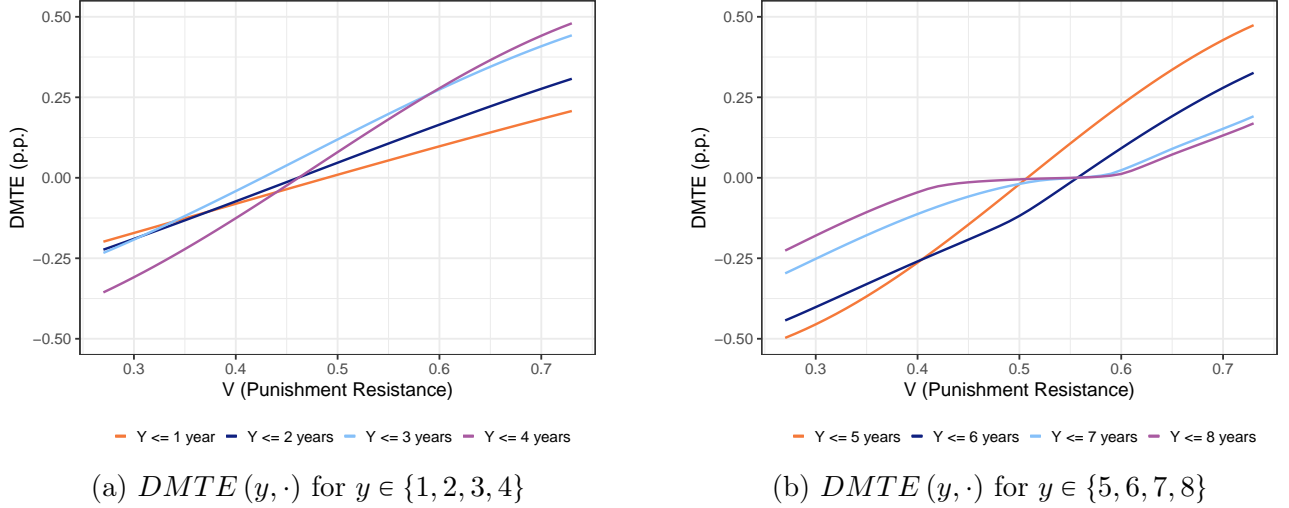 0.50
0.25
0.00
−0.25
−0.50
DMTE (p.p.)
0.3 0.4 0.5 0.6 0.7
V (Punishment Resistance)
Y <= 1 year Y <= 2 years Y <= 3 years Y <= 4 years
(a) DMTE (y, ·) for y ∈ {1, 2, 3, 4}
0.50
0.25
0.00
−0.25
−0.50
DMTE (p.p.)
0.3 0.4 0.5 0.6 0.7
V (Punishment Resistance)
Y <= 5 years Y <= 6 years Y <= 7 years Y <= 8 years
(b) DMTE (y, ·) for y ∈ {5, 6, 7, 8}